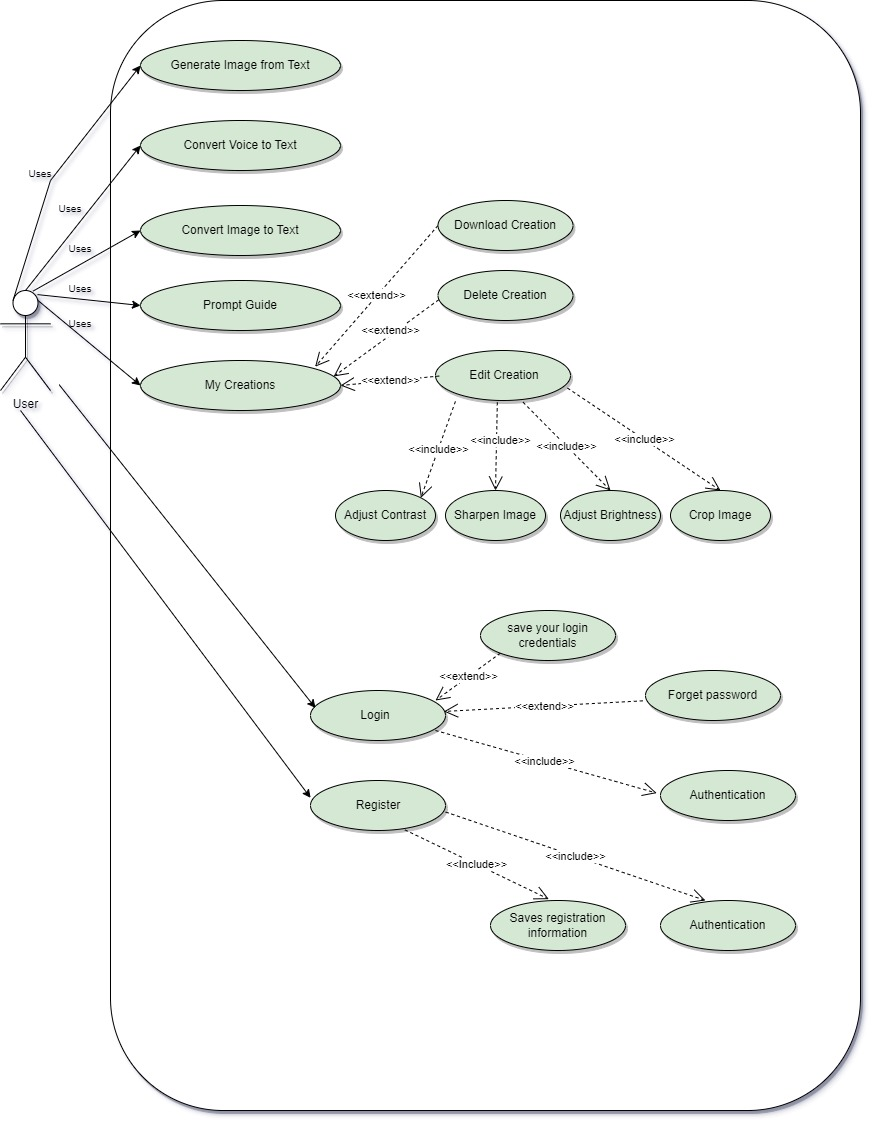 Generate Image from Text
Convert Voice to Text
Uses
Uses
Convert Image to Text
Download Creation
Uses
Uses
Prompt Guide
<<extend>>
Delete Creation
Uses
<<extend>>
My Creations
<<extend>>
Edit Creation
User
<<include>>
<<include>>
<<include>>
<<include>>
Adjust Contrast
Sharpen Image
Adjust Brightness
Crop Image
save your login
credentials
<<extend>>
Forget password
<<extend>>
Login
<<include>>
Authentication
Register
<<Include>>
<<include>>
Saves registration
information
Authentication